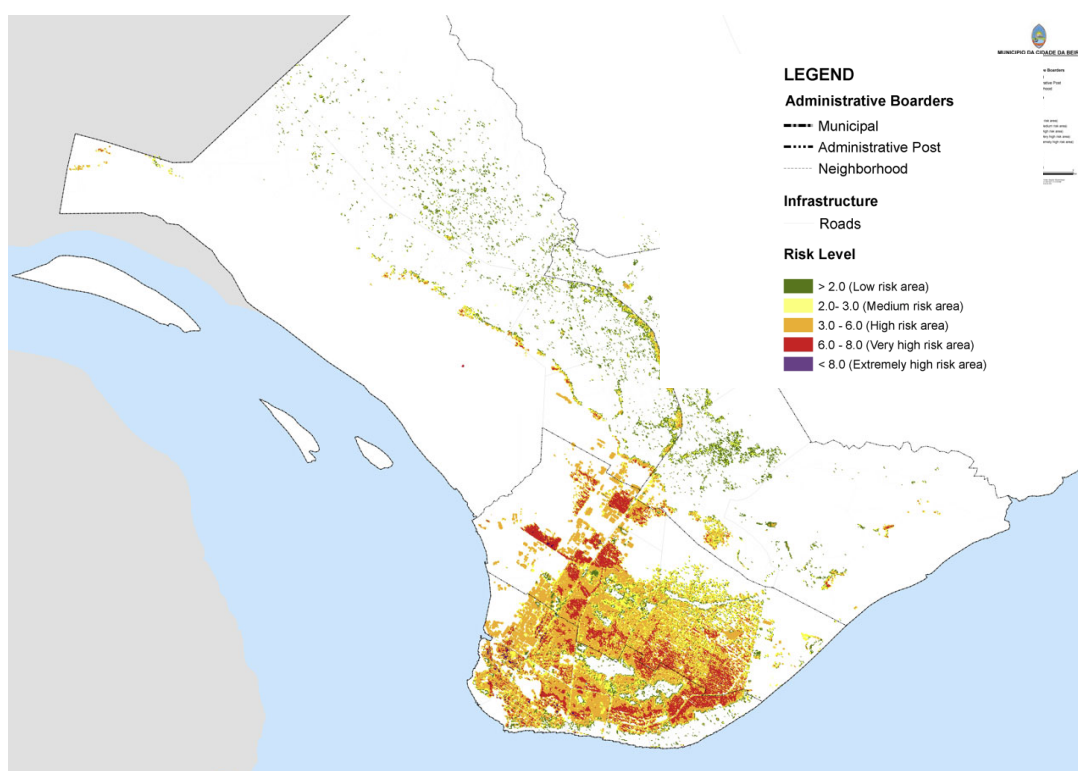 MUNICIPIO DA CIDADE DA BEIR
LEGEND
Administrative Boarders
Municipal
Administrative Post
Neighborhood
Infrastructure
Roads
Risk Level
> 2.0 (Low risk area)
2.0- 3.0 (Medium risk area)
3.0 - 6.0 (High risk area)
6.0 - 8.0 (Very high risk area)
< 8.0 (Extremely high risk area)